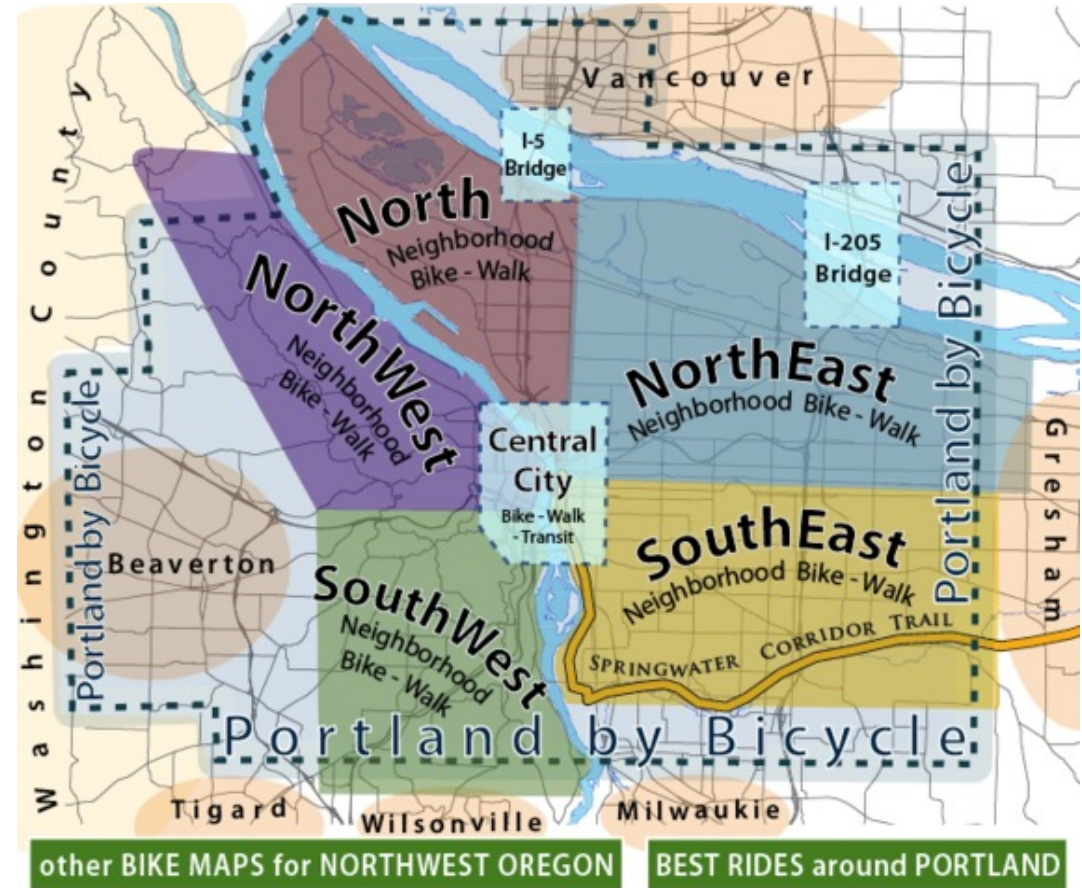 Vancouver
I-5
Bridge
Washington County
North
Neighborhood
Bike - Walk
I-205
Bridge
Portland by Bicycle
NorthWest
Neighborhood
Bike - Walk
NorthEast
Neighborhood Bike - Walk
Portland by Bicycle
Central
City
Bike - Walk
- Transit
Gresham
Beaverton
SouthEast
Neighborhood Bike - Walk
SouthWest
Neighborhood
Bike - Walk
SPRINGWATER CORRIDOR TRAIL
Portland by Bicycle
Tigard
Wilsonville
Milwaukie
other BIKE MAPS for NORTHWEST OREGON
BEST RIDES around PORTLAND